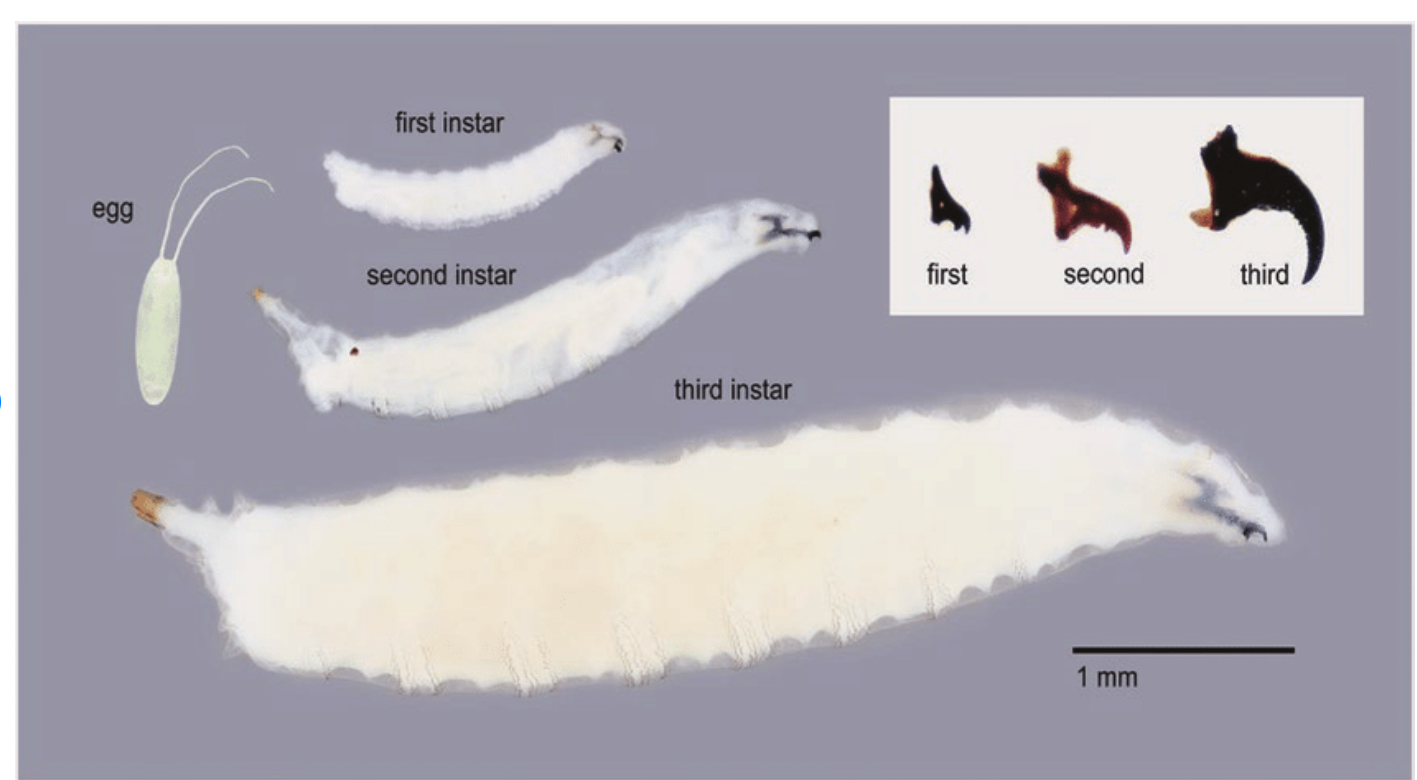 first instar
egg
second instar
third instar
first
second
third
1 mm